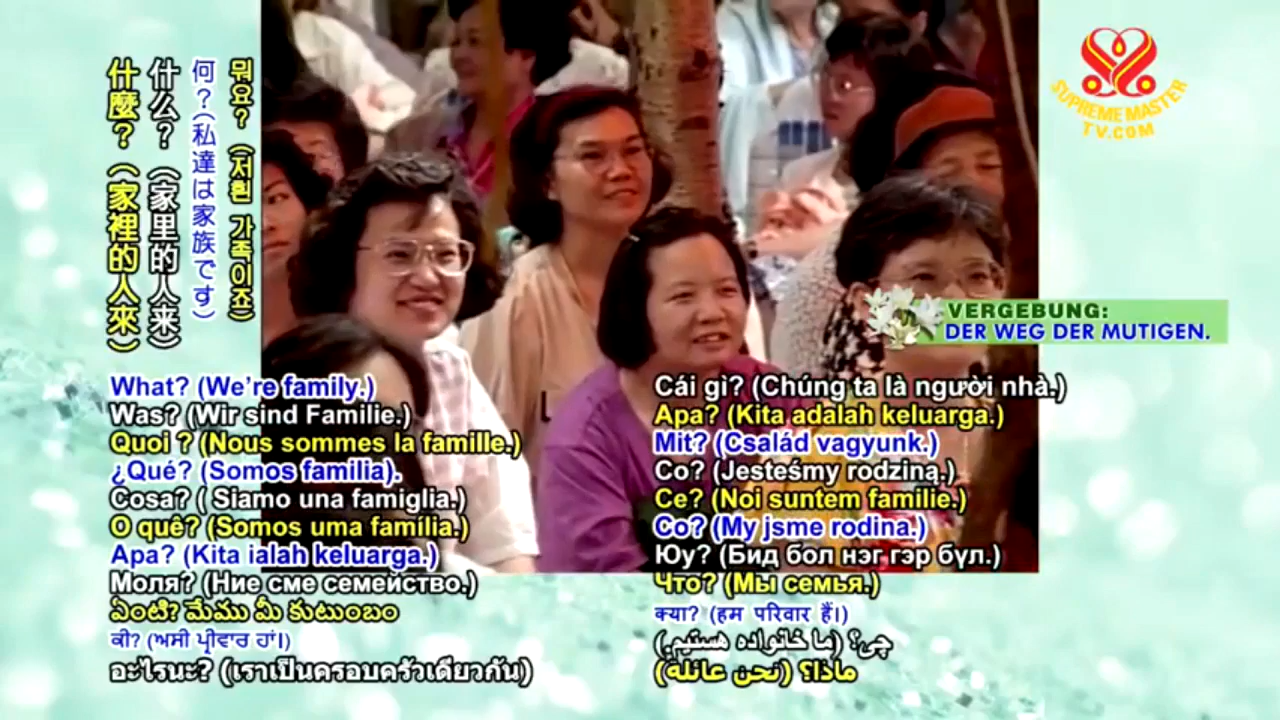 什麼？（家裡的人來）
什么？（家里的人来）
何？(私達は家族です)
뭐요? (저흰 가족이죠)
SUPREME MASTER
TV.COM
VERGEBUNG:
DER WEG DER MUTIGEN.
What? (We’re family.)
Was? (Wir sind Familie.)
Quoi ? (Nous sommes la famille.)
¿Qué? (Somos familia).
Cosa? ( Siamo una famiglia.)
O quê? (Somos uma família.)
Apa? (Kita ialah keluarga.)
Моля? (Ние сме семейство.)
ఏంటి? మేము మీ కుటుంబం
ਕੀ? (ਅਸੀ ਪ੍ਰੀਵਾਰ ਹਾਂ।)
อะไรนะ? (เราเป็นครอบครัวเดียวกัน)
Cái gì? (Chúng ta là người nhà.)
Apa? (Kita adalah keluarga.)
Mit? (Család vagyunk.)
Co? (Jesteśmy rodziną.)
Ce? (Noi suntem familie.)
Co? (My jsme rodina.)
Юу? (Бид бол нэг гэр бүл.)
Что? (Мы семья.)
क्या? (हम परिवार हैं।)
چی؟ (ما خانواده هستیم.)
ماذا؟ (نحن عائلة)